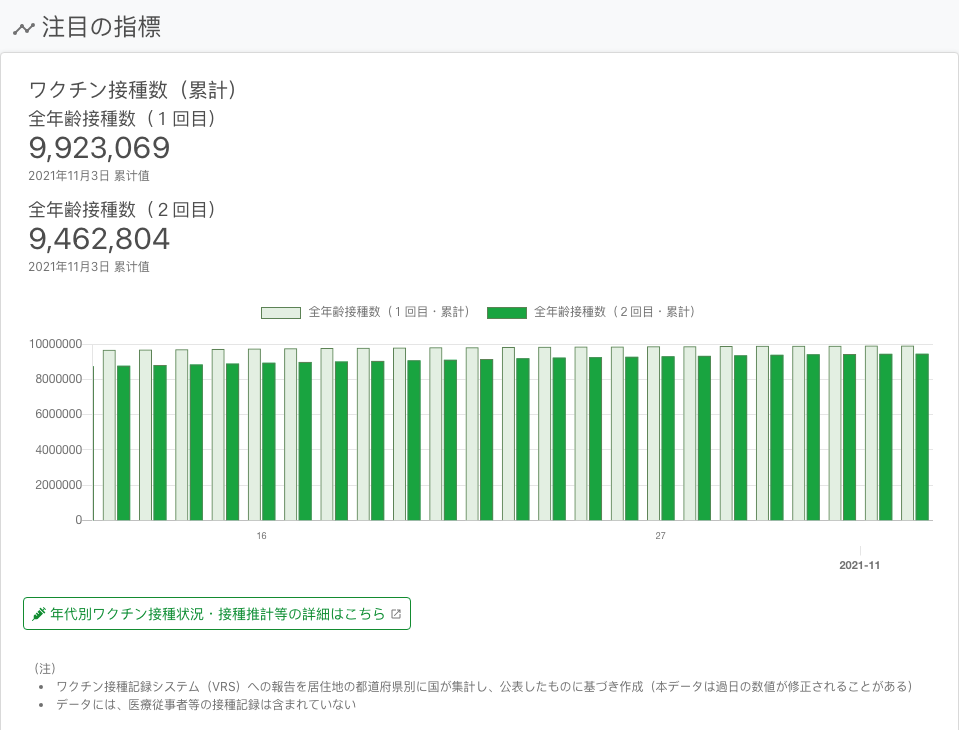 注目の指標
ワクチン接種数（累計）
全年齢接種数（１回目）
9,923,069
2021年11月3日 累计值
全年齢接種数（２回目）
9,462,804
2021年11月3日 累计值
全年齢接種数（１回目・累計） 全年齢接種数（２回目・累計）
10000000
8000000
6000000
4000000
2000000
0
16 27
2021-11
年代別ワクチン接種状況・接種推計等の詳細はこちら
（注）
• ワクチン接種記録システム（VRS）への報告を居住地の都道府県別に国が集計し、公表したものに基づき作成（本データは過日の数値が修正されることがある）
• データには、医療従事者等の接種記録は含まれていない